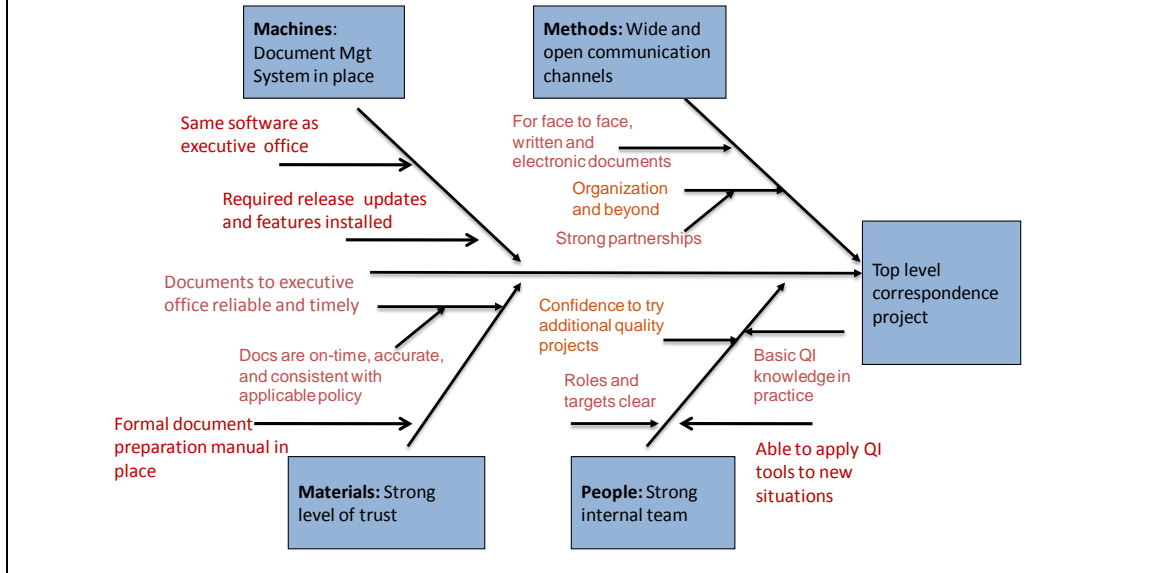 Machines:
Document Mgt
System in place
Methods: Wide and
open communication
channels
Same software as
executive office
For face to face,
written and
electronic documents
Required release updates
and features installed
Organization
and beyond
Strong partnerships
Top level
correspondence
project
Documents to executive
office reliable and timely
Confidence to try
additional quality
projects
Docs are on-time, accurate,
and consistent with
applicable policy
Basic QI
knowledge in
practice
Roles and
targets clear
Formal document
preparation manual in
place
Able to apply QI
tools to new
situations
Materials: Strong
level of trust
People: Strong
internal team